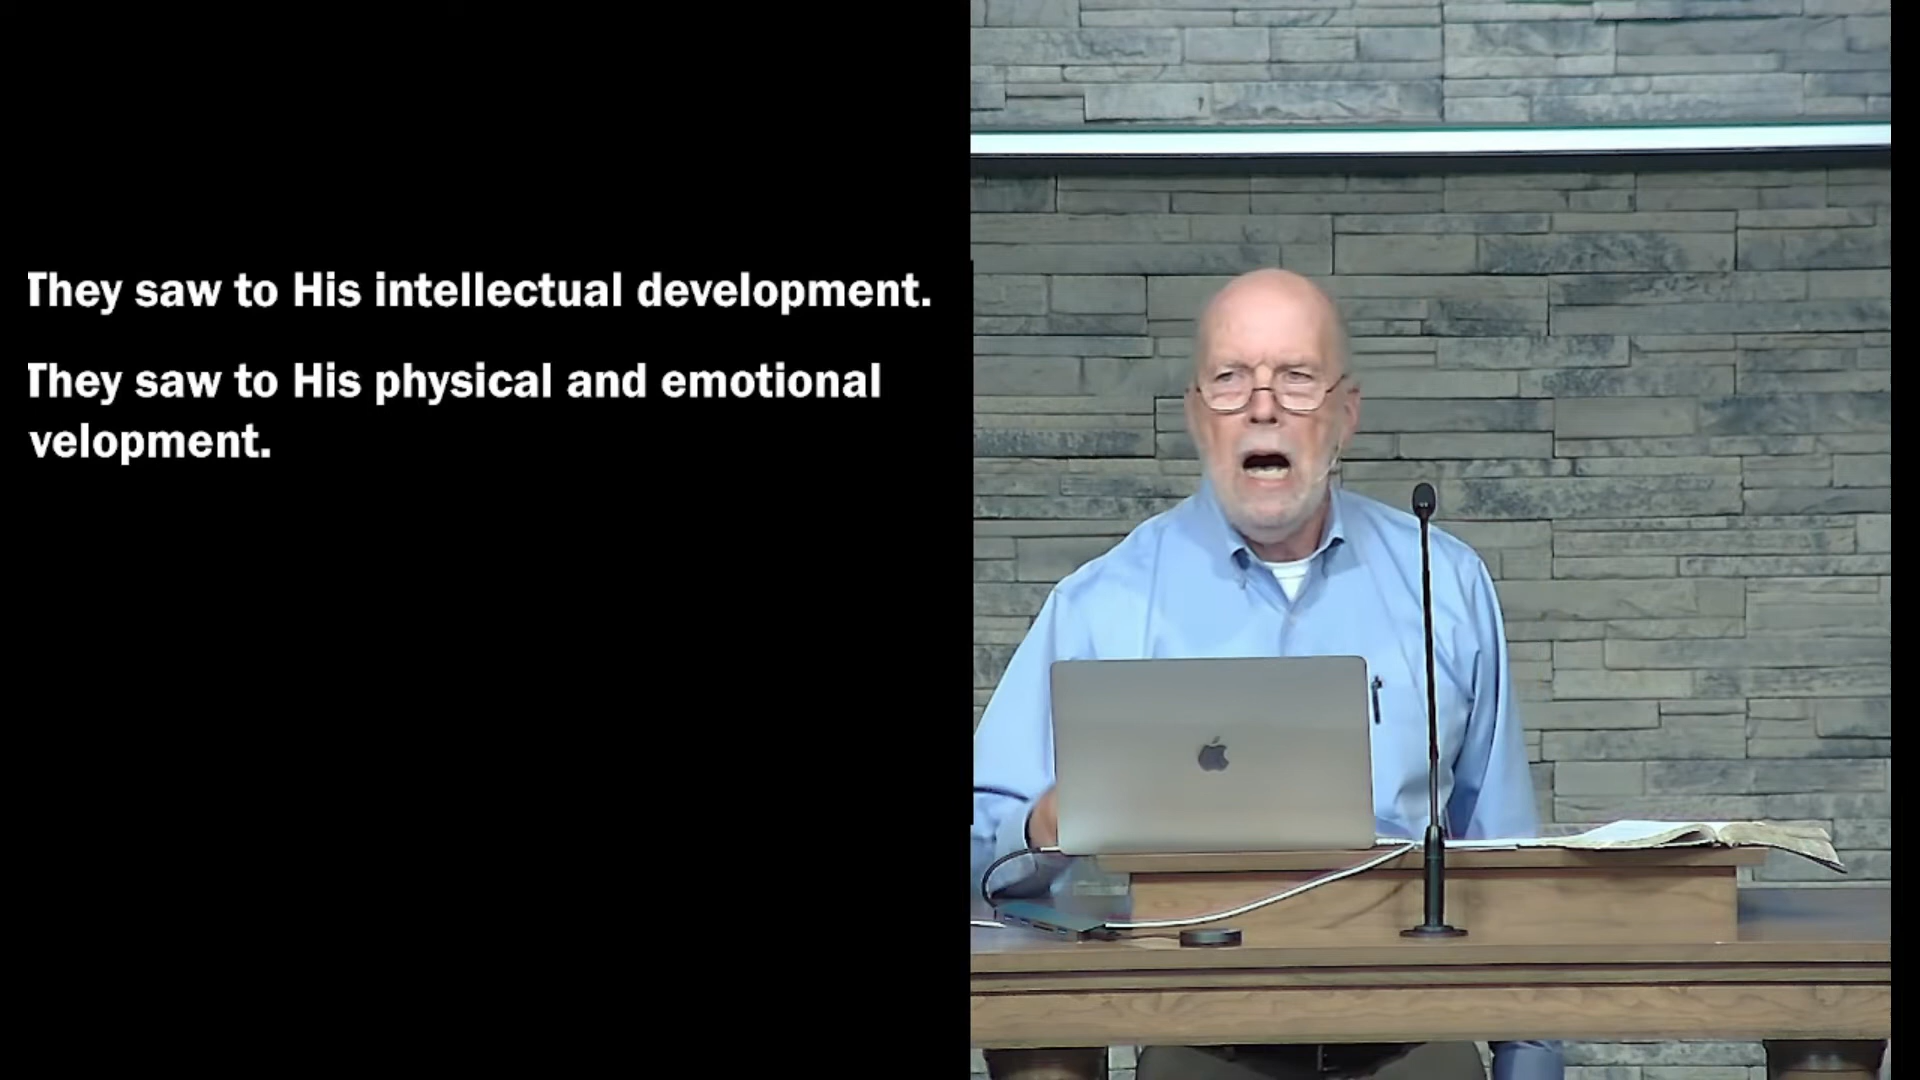 They saw to His intellectual development.
They saw to His physical and emotional
velopment.